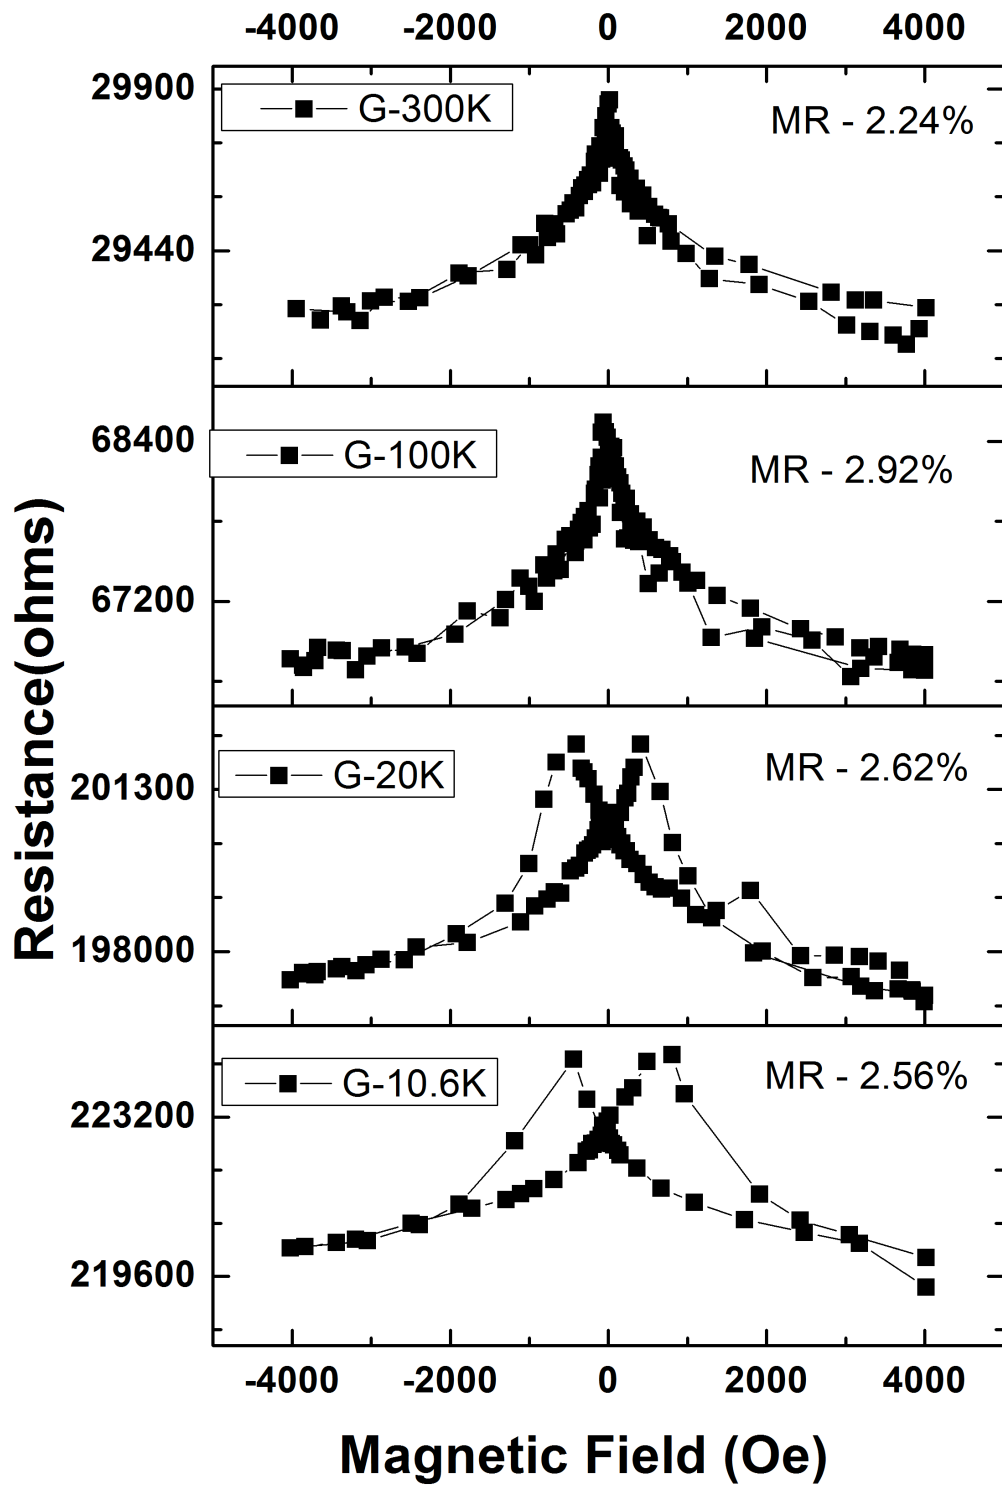 -4000 -2000 0 2000 4000
29900
G-300K
MR - 2.24%
29440
68400
G-100K
MR - 2.92%
67200
Resistance(ohms)
201300
G-20K
MR - 2.62%
198000
G-10.6K
MR - 2.56%
223200
219600
-4000 -2000 0 2000 4000
Magnetic Field (Oe)